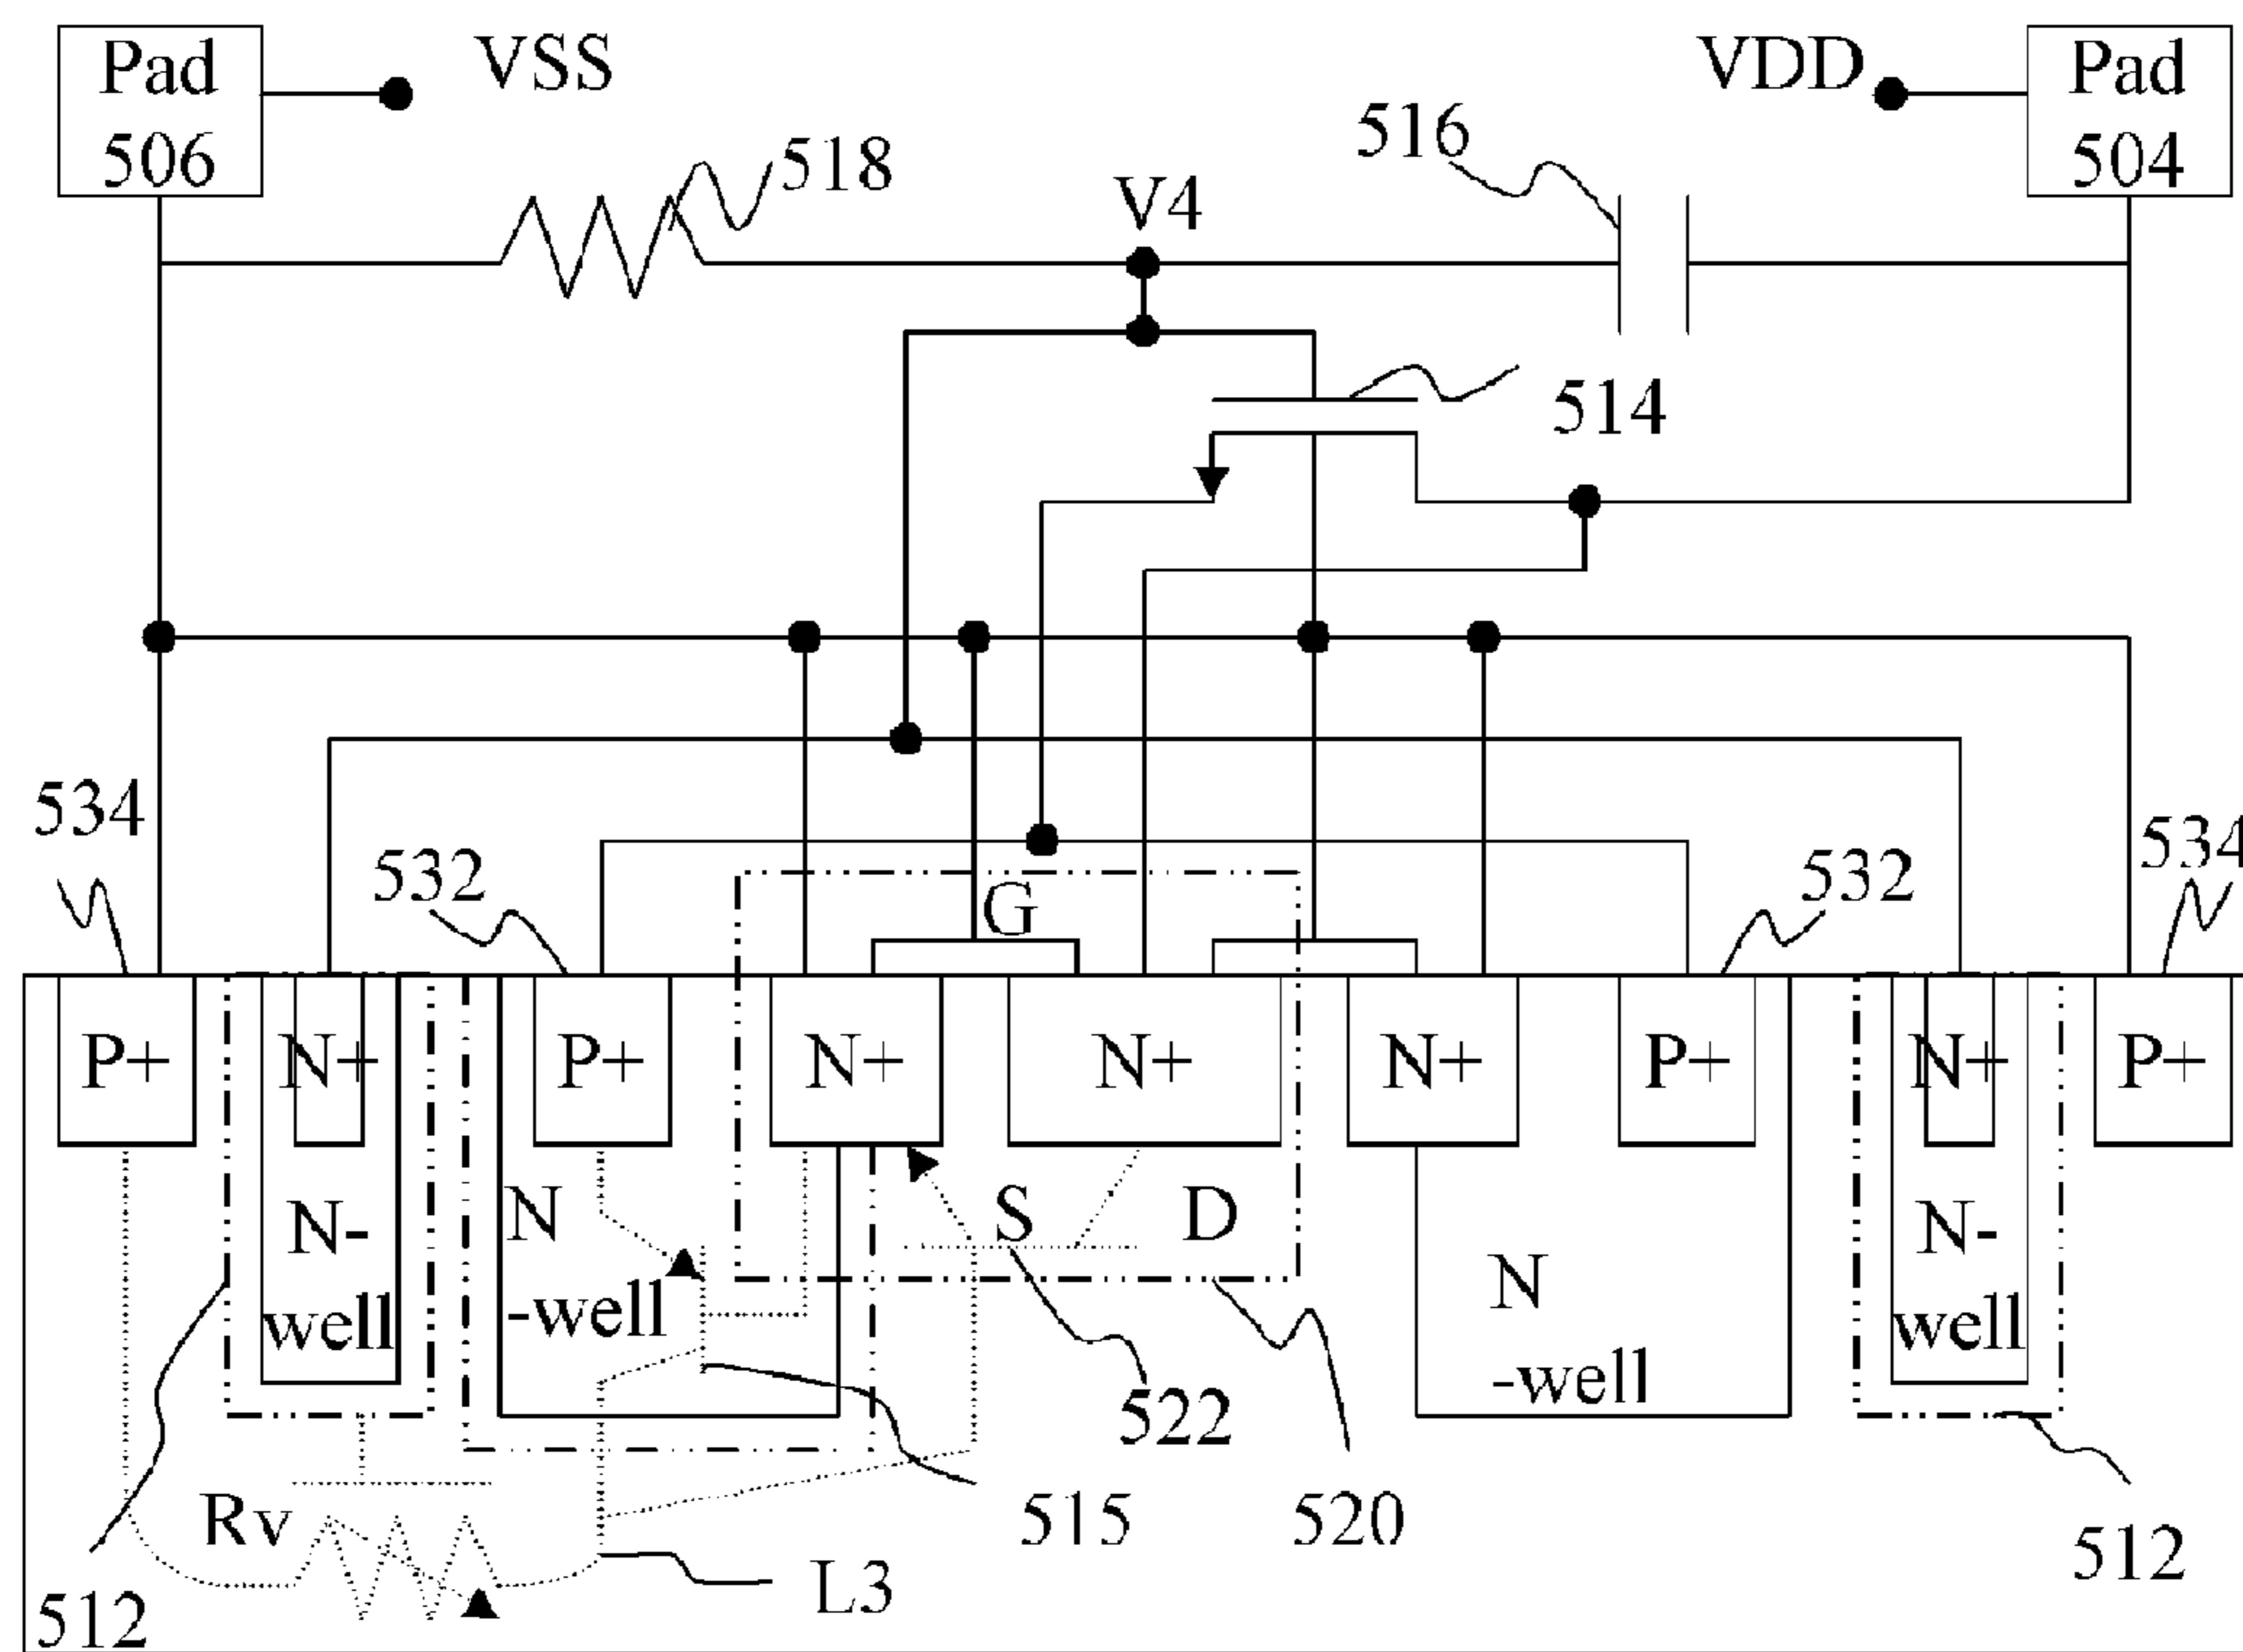 Pad
506
VSS
VDD
Pad
504
518
516
V4
514
534
532
G
532
534
P+
N+
P+
N+
N+
N+
P+
N+
P+
N-
well
N
-well
S
D
N
-well
N-
well
522
Rv
515
520
512
512
L3